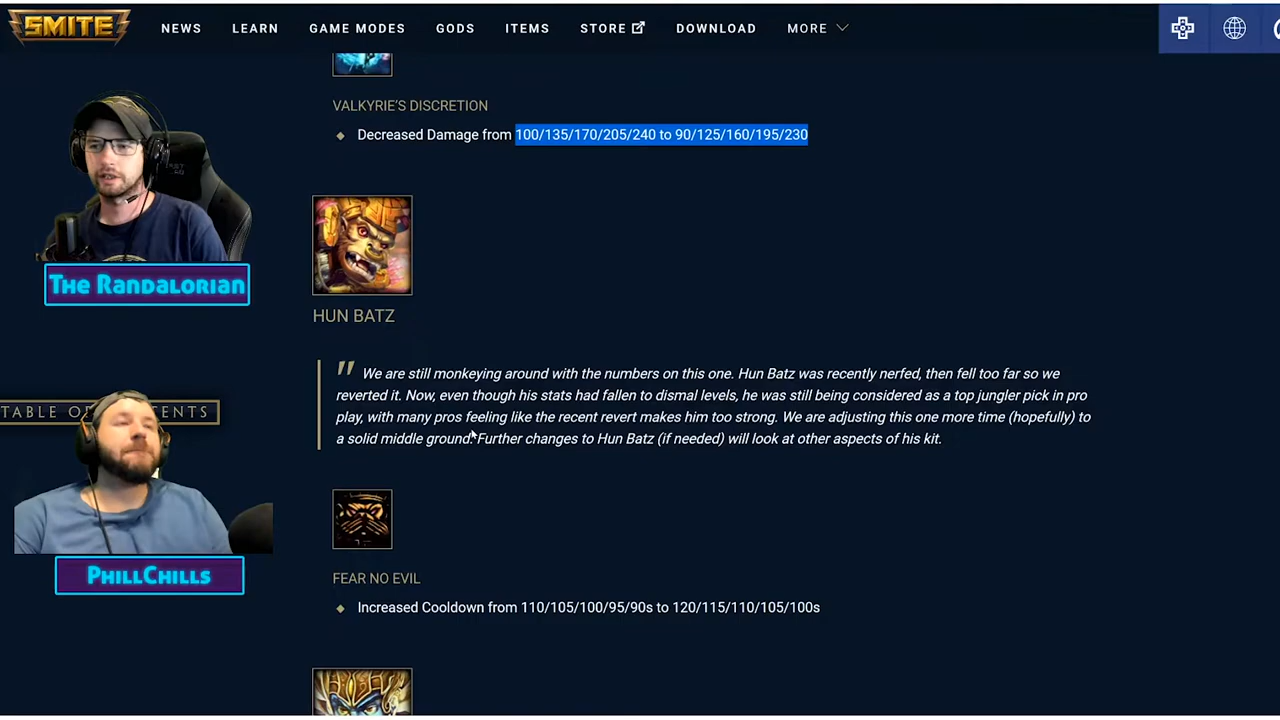 SMITE
NEWS LEARN GAME MODES GODS ITEMS STORE DOWNLOAD MORE
VALKYRIE'S DISCRETION
Decreased Damage from 100/135/170/205/240 to 90/125/160/195/230
The Randalorian
HUN BATZ
" We are still monkeying around with the numbers on this one. Hun Batz was recently nerfed, then fell too far so we
reverted it. Now, even though his stats had fallen to dismal levels, he was still being considered as a top jungler pick in pro
play, with many pros feeling like the recent revert makes him too strong. We are adjusting this one more time (hopefully) to
a solid middle ground. Further changes to Hun Batz (if needed) will look at other aspects of his kit.
TABLE OF
ENTS
PhillChills
FEAR NO EVIL
Increased Cooldown from 110/105/100/95/90s to 120/115/110/105/100s